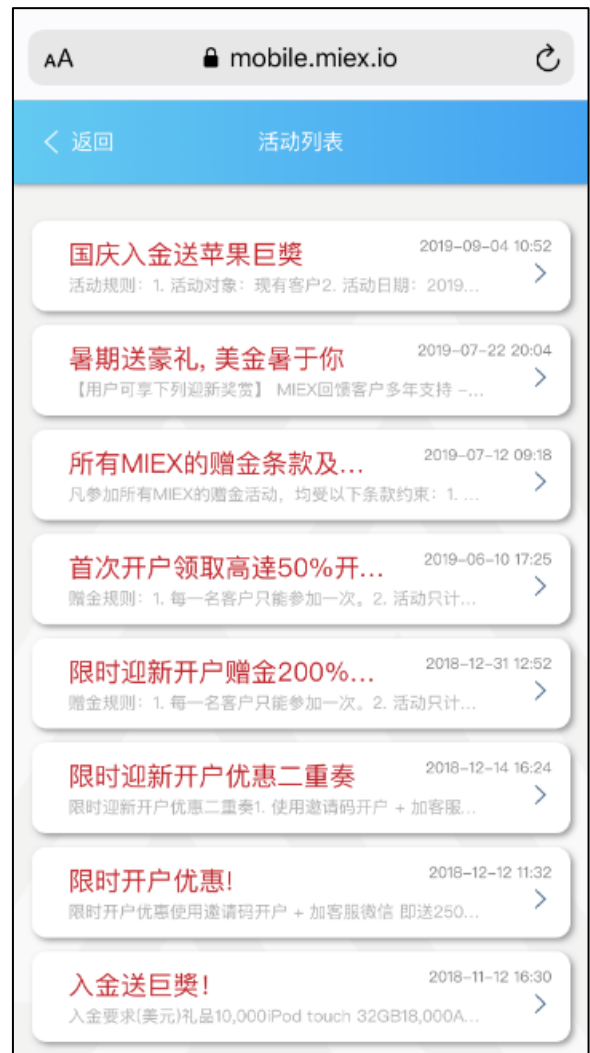 AA mobile.miex.io
返回 活动列表
国庆入金送苹果巨獎 2019-09-04 10:52
活动规则：1. 活动对象：现有客户2. 活动日期：2019...
暑期送豪礼, 美金暑于你 2019-07-22 20:04
【用户可享下列迎新奖赏】 MIEX回馈客户多年支持 –...
所有MIEX的赠金条款及... 2019-07-12 09:18
凡参加所有MIEX的赠金活动，均受以下条款约束：1. ...
首次开户领取高達50%开... 2019-06-10 17:25
赠金规则：1. 每一名客户只能参加一次。2. 活动只计...
限时迎新开户赠金200%... 2018-12-31 12:52
赠金规则：1. 每一名客户只能参加一次。2. 活动只计...
限时迎新开户优惠二重奏 2018-12-14 16:24
限时迎新开户优惠二重奏1. 使用邀请码开户 + 加客服...
限时开户优惠! 2018-12-12 11:32
限时开户优惠使用邀请码开户 + 加客服微信 即送250...
入金送巨獎! 2018-11-12 16:30
入金要求(美元)礼品10,000iPod touch 32GB18,000A...